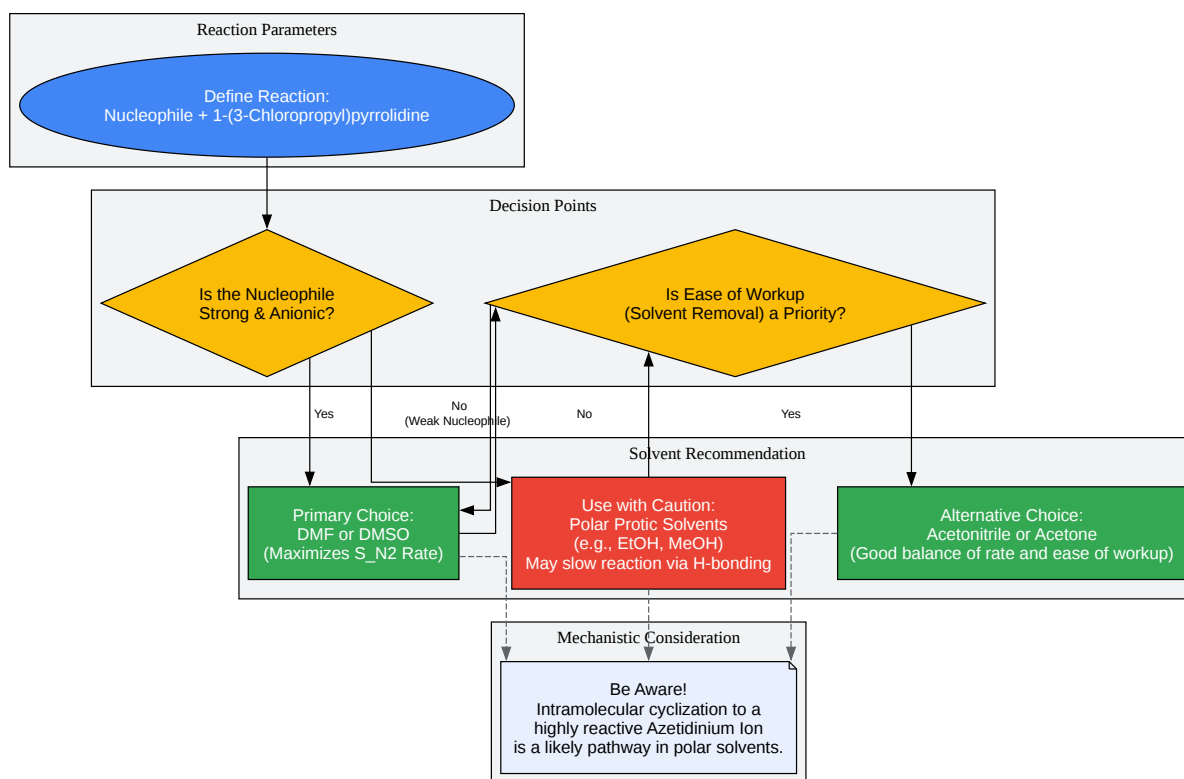 Reaction Parameters
Define Reaction:
Nucleophile + 1-(3-Chloropropyl)pyrrolidine
Decision Points
Is the Nucleophile
Strong & Anionic?
Is Ease of Workup
(Solvent Removal) a Priority?
Yes
No
(Weak Nucleophile)
No
Yes
Solvent Recommendation
Primary Choice:
DMF or DMSO
(Maximizes S_N2 Rate)
Use with Caution:
Polar Protic Solvents
(e.g., EtOH, MeOH)
May slow reaction via H-bonding
Alternative Choice:
Acetonitrile or Acetone
(Good balance of rate and ease of workup)
Mechanistic Consideration
Be Aware!
Intramolecular cyclization to a
highly reactive Azetidinium Ion
is a likely pathway in polar solvents.